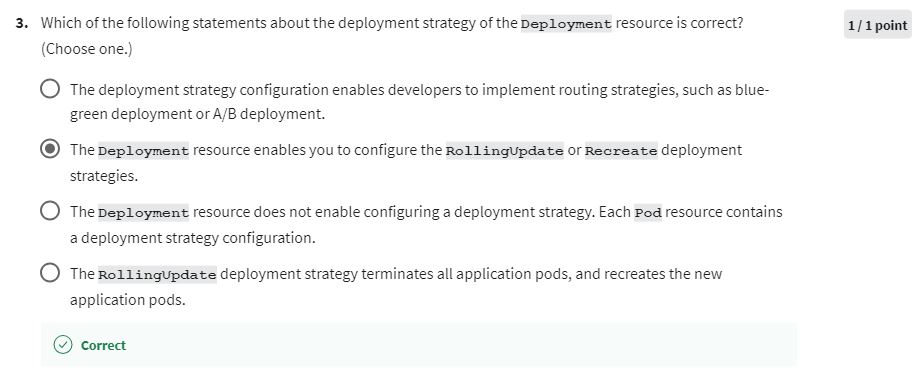 3. Which of the following statements about the deployment strategy of the Deployment resource is correct? 1 / 1 point
(Choose one.)
The deployment strategy configuration enables developers to implement routing strategies, such as blue-
green deployment or A/B deployment.
The Deployment resource enables you to configure the RollingUpdate or Recreate deployment
strategies.
The Deployment resource does not enable configuring a deployment strategy. Each Pod resource contains
a deployment strategy configuration.
The RollingUpdate deployment strategy terminates all application pods, and recreates the new
application pods.
Correct